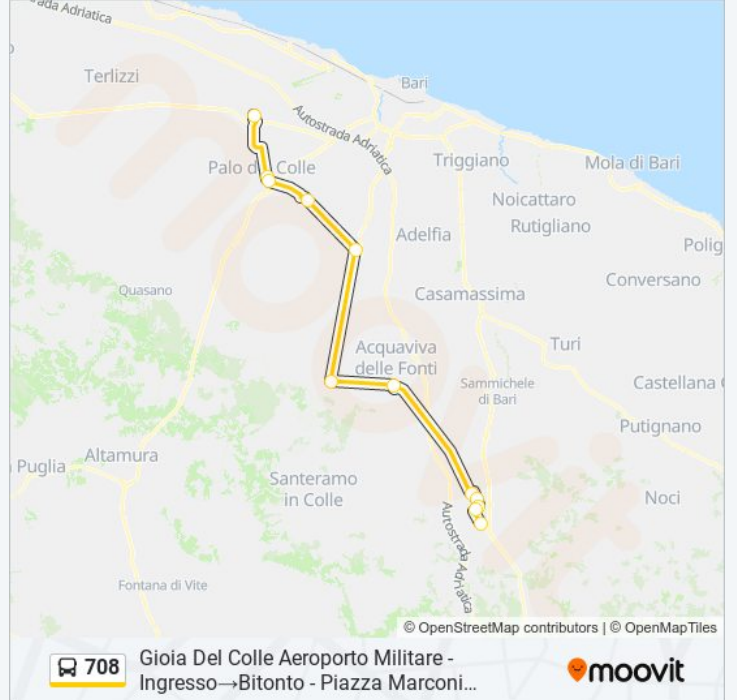 rada Adriatica
Terlizzi
Bari
Autostrada Adriatica
Palo del Colle
Triggiano
Mola di Bari
Noicattaro
Rutigliano
Adelfia
Polig
Quasano
Casamassima
Conversano
Acquaviva
delle Fonti
Turi
Sammichele
di Bari
Castellana G
Putignano
Puglia
Altamura
Santeramo
in Colle
Noci
Autostrada Adriatica
Fontana di Vite
© OpenStreetMap contributors | © OpenMapTiles
708
Gioia Del Colle Aeroporto Militare -
Ingresso→Bitonto - Piazza Marconi...
moovit